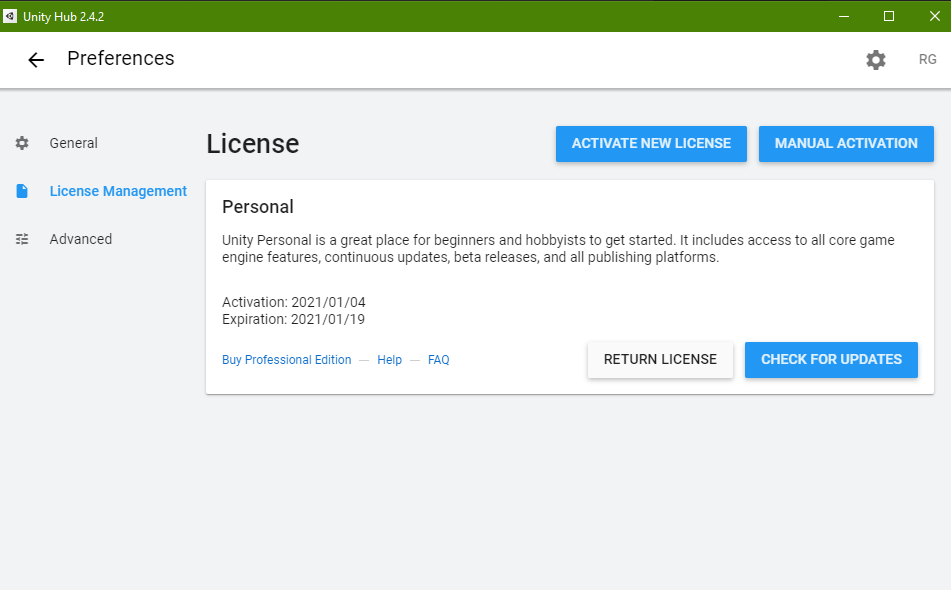 Unity Hub 2.4.2
Preferences
RG
General
License Management
Advanced
License
ACTIVATE NEW LICENSE
MANUAL ACTIVATION
Personal
Unity Personal is a great place for beginners and hobbyists to get started. It includes access to all core game
engine features, continuous updates, beta releases, and all publishing platforms.
Activation: 2021/01/04
Expiration: 2021/01/19
Buy Professional Edition — Help — FAQ
RETURN LICENSE
CHECK FOR UPDATES